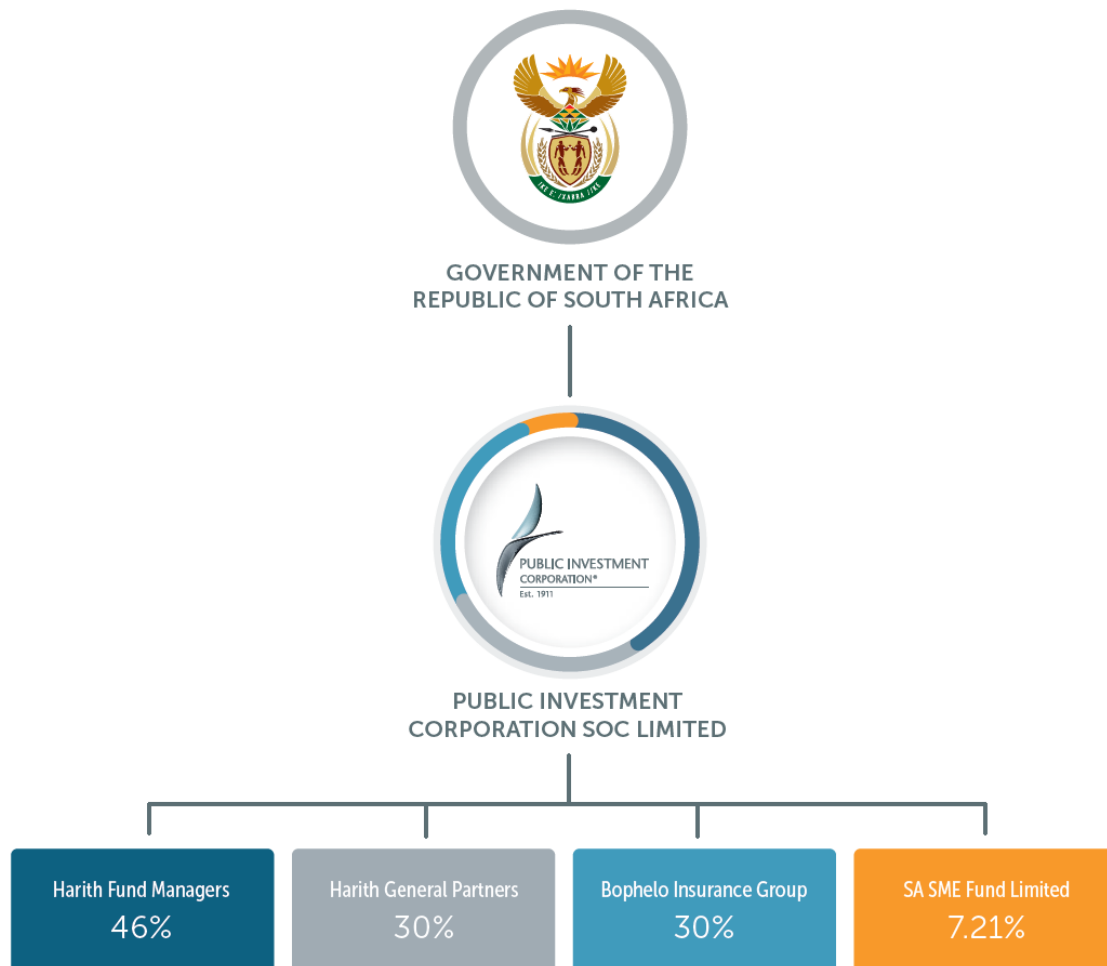 GOVERNMENT OF THE
REPUBLIC OF SOUTH AFRICA
PUBLIC INVESTMENT
CORPORATION®
Est. 1911
PUBLIC INVESTMENT
CORPORATION SOC LIMITED
Harith Fund Managers
46%
Harith General Partners
30%
Bophelo Insurance Group
30%
SA SME Fund Limited
7.21%